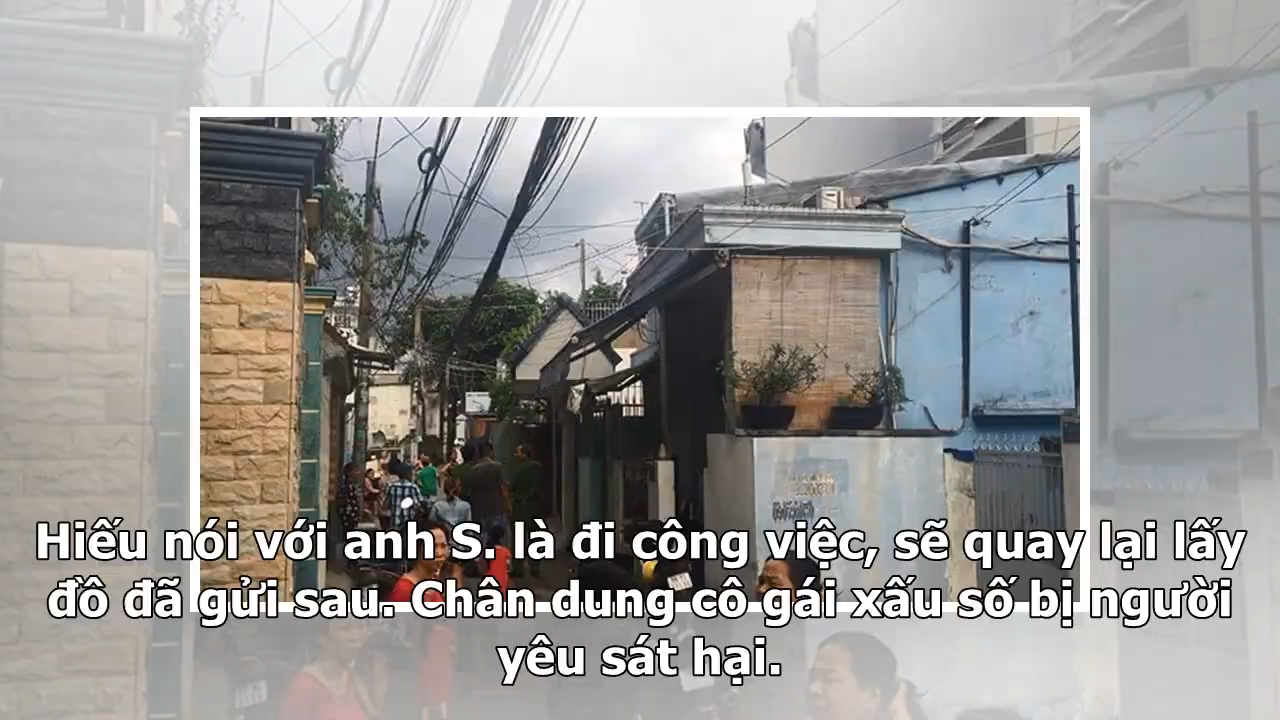 Hiếu nói với anh S. là đi công việc, sẽ quay lại lấy
đồ đã gửi sau. Chân dung cô gái xấu số bị người
yêu sát hại.